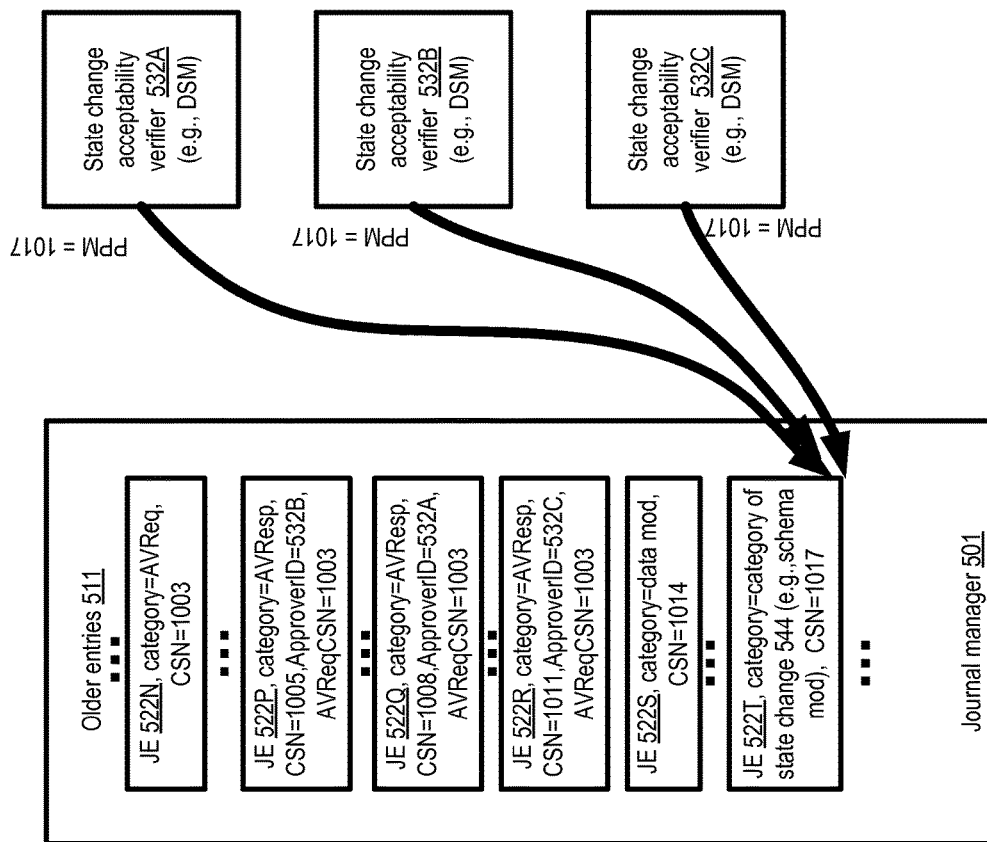 Older entries 511
JE 522N, category=AVReq,
CSN=1003
JE 522P, category=AVResp,
CSN=1005,ApproverID=532B,
AVReqCSN=1003
JE 522Q, category=AVResp,
CSN=1008,ApproverID=532A,
AVReqCSN=1003
JE 522R, category=AVResp,
CSN=1011,ApproverID=532C,
AVReqCSN=1003
JE 522S, category=data mod,
CSN=1014
JE 522T, category=category of
state change 544 (e.g.,schema
mod), CSN=1017
Journal manager 501
PPM = 1017
PPM = 1017
PPM = 1017
State change
acceptability
verifier 532A
(e.g., DSM)
State change
acceptability
verifier 532B
(e.g., DSM)
State change
acceptability
verifier 532C
(e.g., DSM)